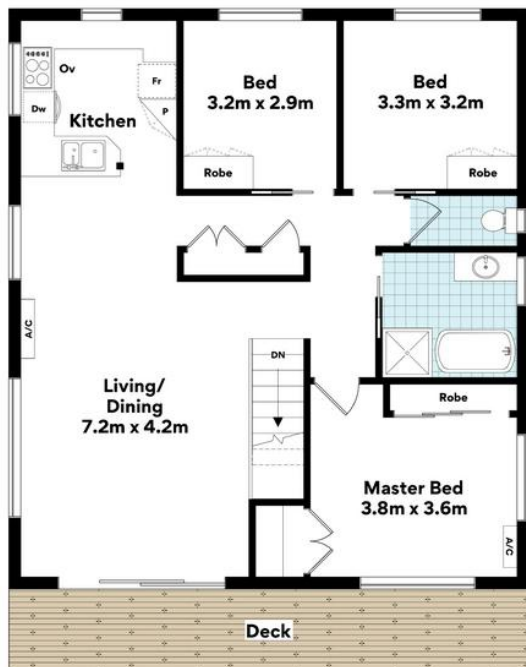 Ov
Fr
Dw
P
Kitchen
Bed
3.2m x 2.9m
Robe
Bed
3.3m x 3.2m
Robe
A/C
DN
Living/
Dining
7.2m x 4.2m
Robe
Master Bed
3.8m x 3.6m
A/C
Deck